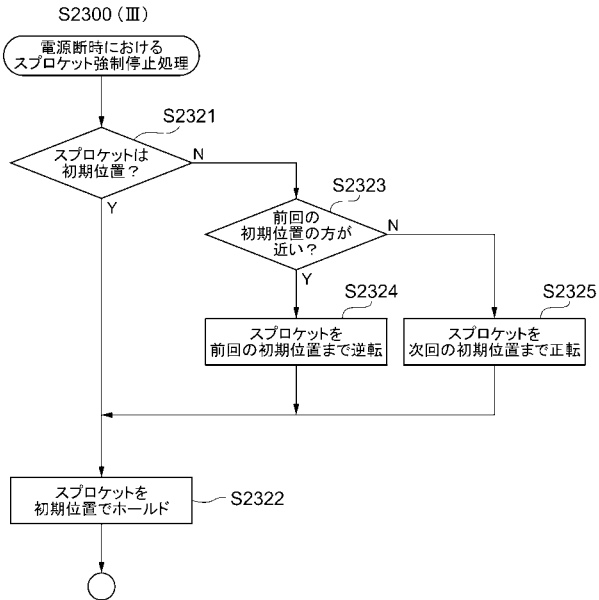 S2300 (Ⅲ)
電源断時における
スプロケット強制停止処理
S2321
スプロケットは
初期位置？
N
Y
S2323
前回の
初期位置の方が
近い？
N
Y
S2324
スプロケットを
前回の初期位置まで逆転
S2325
スプロケットを
次回の初期位置まで正転
スプロケットを
初期位置でホールド
S2322